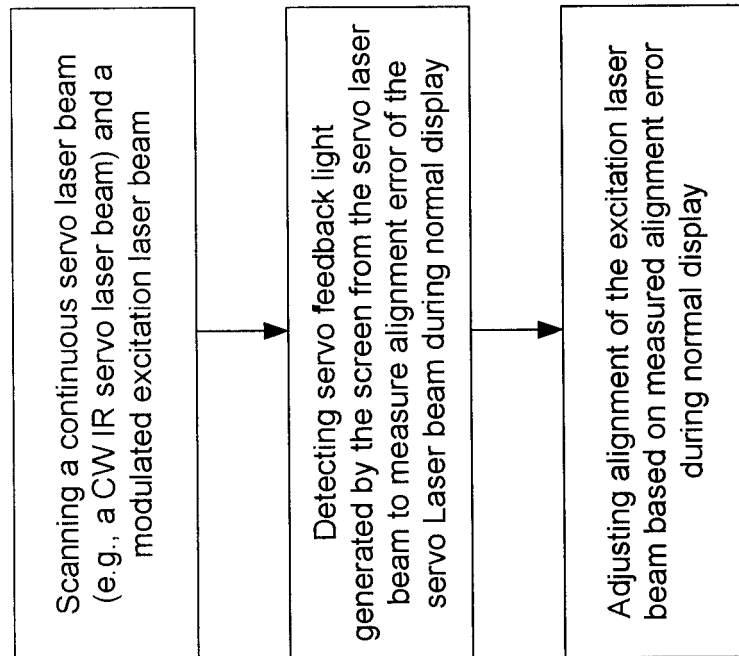 Scanning a continuous servo laser beam
(e.g., a CW IR servo laser beam) and a
modulated excitation laser beam
Detecting servo feedback light
generated by the screen from the servo laser
beam to measure alignment error of the
servo Laser beam during normal display
Adjusting alignment of the excitation laser
beam based on measured alignment error
during normal display